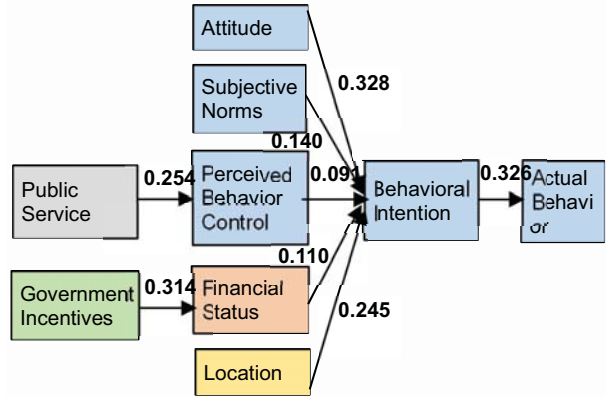 Attitude
0.328
Subjective
Norms
0.140
0.254
Perceived
Behavior
Control
0.091
Public
Service
Behavioral
Intention
0.326
Actual
Behavi
or
0.110
Government
Incentives
0.314
Financial
Status
0.245
Location